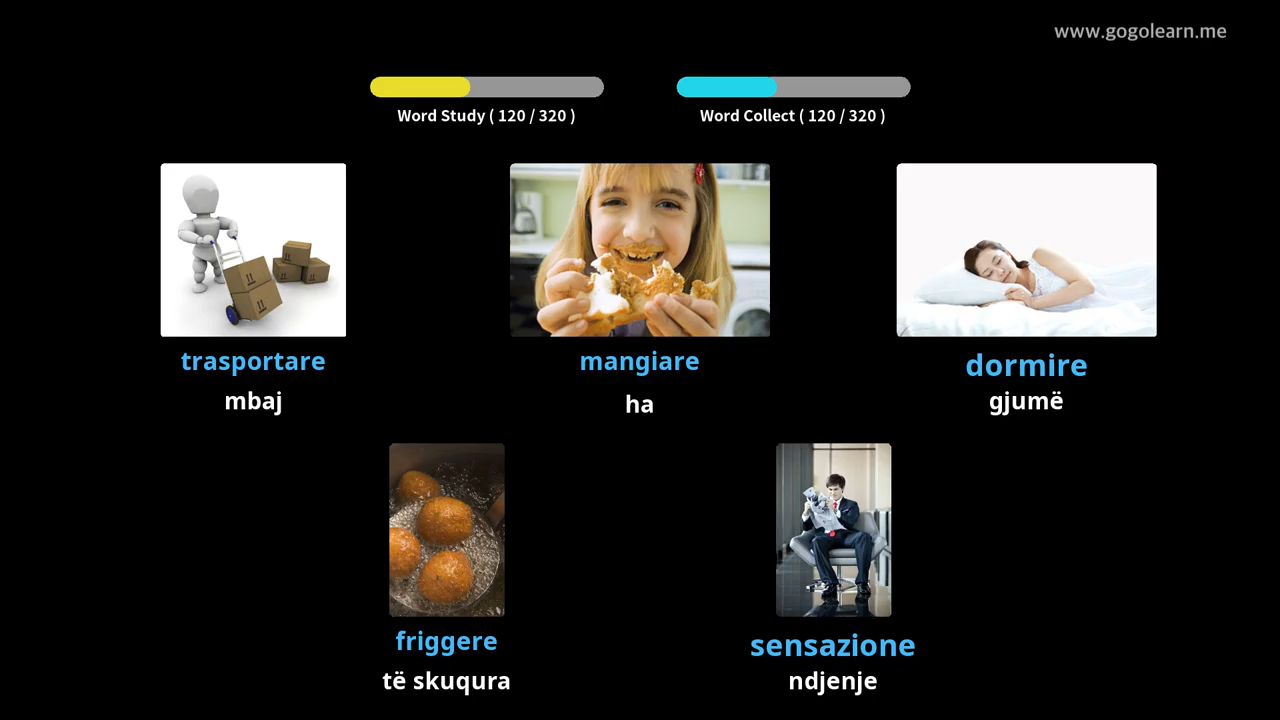 www.gogolearn.me
Word Study ( 120 / 320 )
Word Collect ( 120 / 320 )
trasportare
mbaj
mangiare
ha
dormire
gjumë
friggere
të skuqura
sensazione
ndjenje